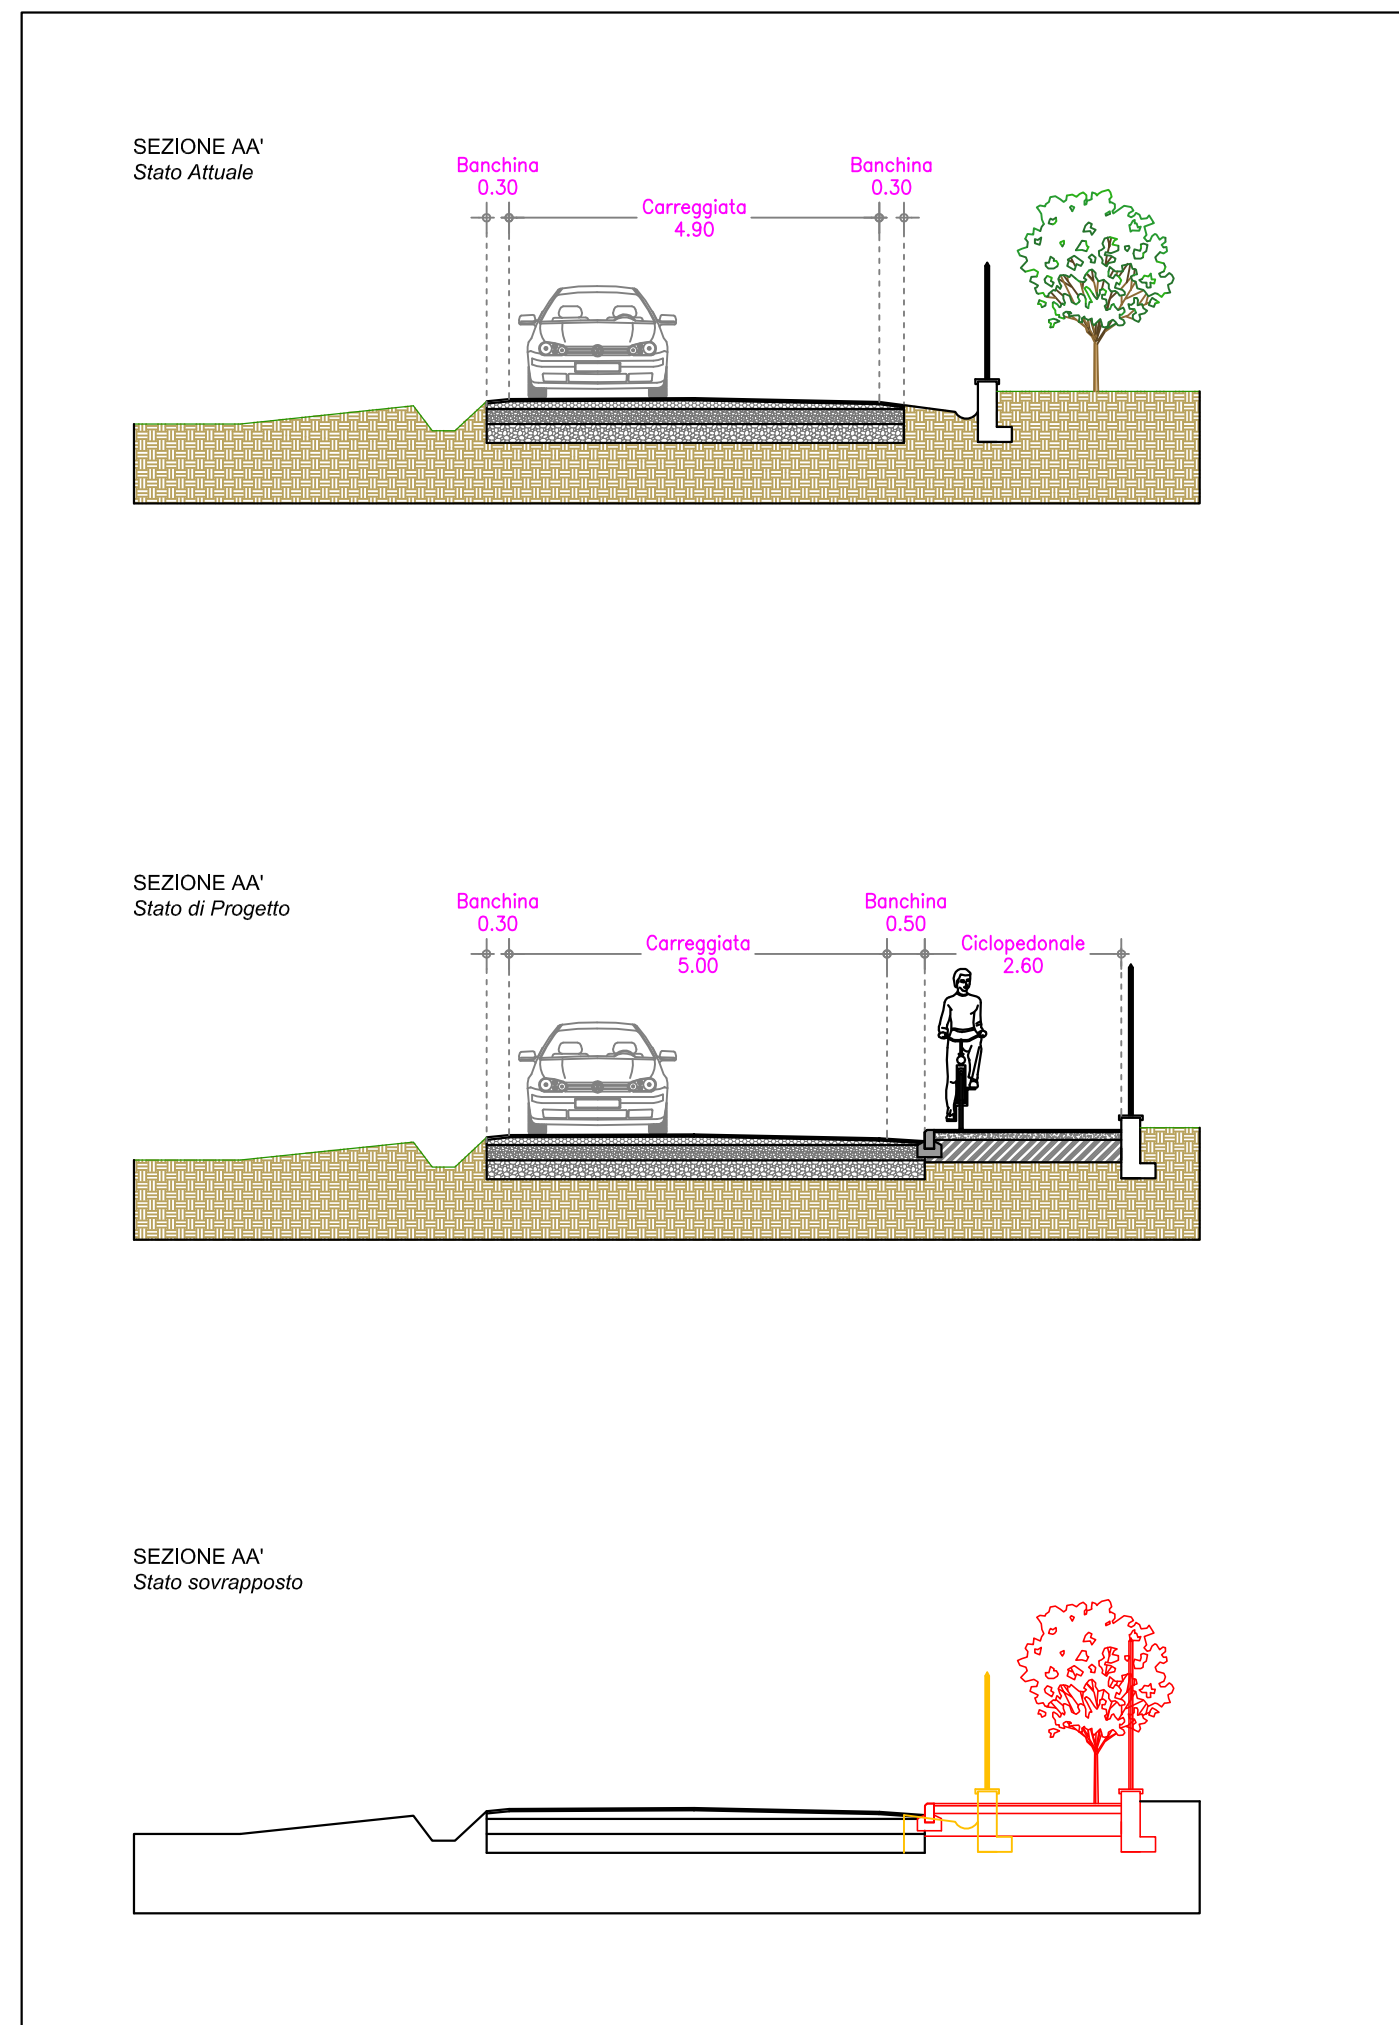 SEZIONE AA'
Stato Attuale
Banchina
0.30
Carreggiata
4.90
Banchina
0.30
SEZIONE AA'
Stato di Progetto
Banchina
0.30
Carreggiata
5.00
Banchina
0.50
Ciclopedonale
2.60
SEZIONE AA'
Stato sovrapposto